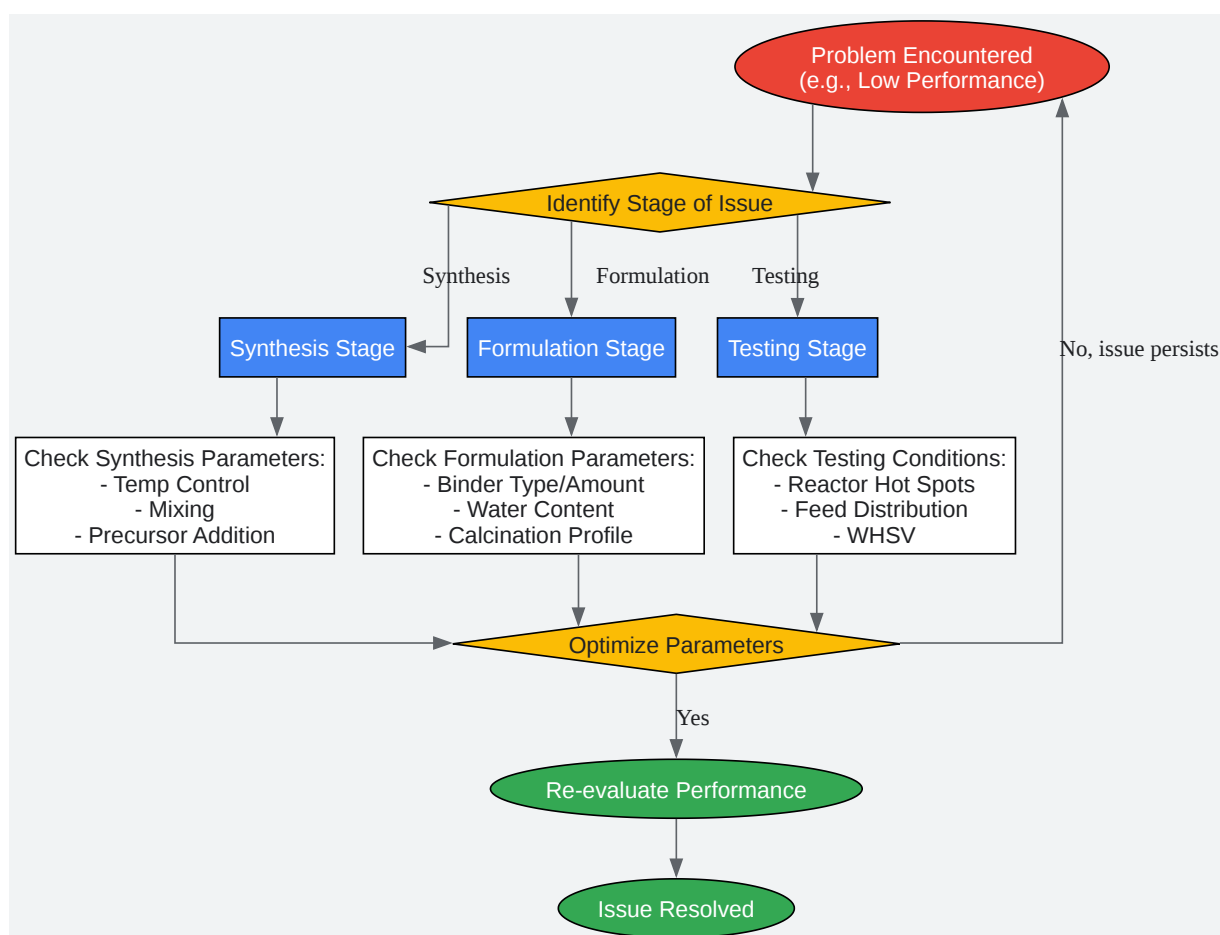 Problem Encountered
(e.g., Low Performance)
Identify Stage of Issue
Synthesis
Formulation
Testing
Synthesis Stage
Formulation Stage
Testing Stage
No, issue persists
Check Synthesis Parameters:
- Temp Control
- Mixing
- Precursor Addition
Check Formulation Parameters:
- Binder Type/Amount
- Water Content
- Calcination Profile
Check Testing Conditions:
- Reactor Hot Spots
- Feed Distribution
- WHSV
Optimize Parameters
Yes
Re-evaluate Performance
Issue Resolved